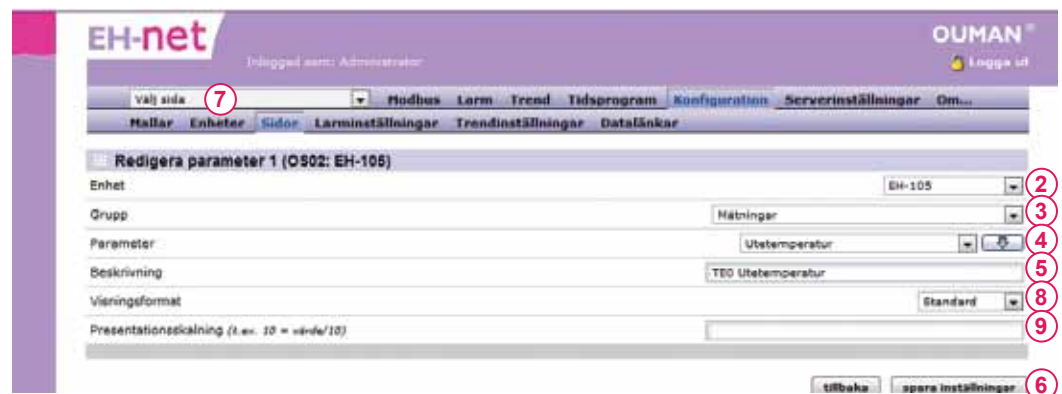 EH-net
OUMAN®
Inloggad som: Administrator
Logga ut
Välj sida 7 Modbus Larm Trend Tidsprogram Konfiguration Serverinställningar Om...
Mallar Enheter Sidor Larminställningar Trendinställningar Datalänkar
Redigera parameter 1 (OS02: EH-105)
Enhet EH-105 2
Grupp Mätningar 3
Parameter Utetemperatur 4
Beskrivning TE0 Utetemperatur 5
Visningsformat Standard 8
Presentationsskalning (t.ex. 10 = värde/10) 9
tillbaka spara inställningar 6